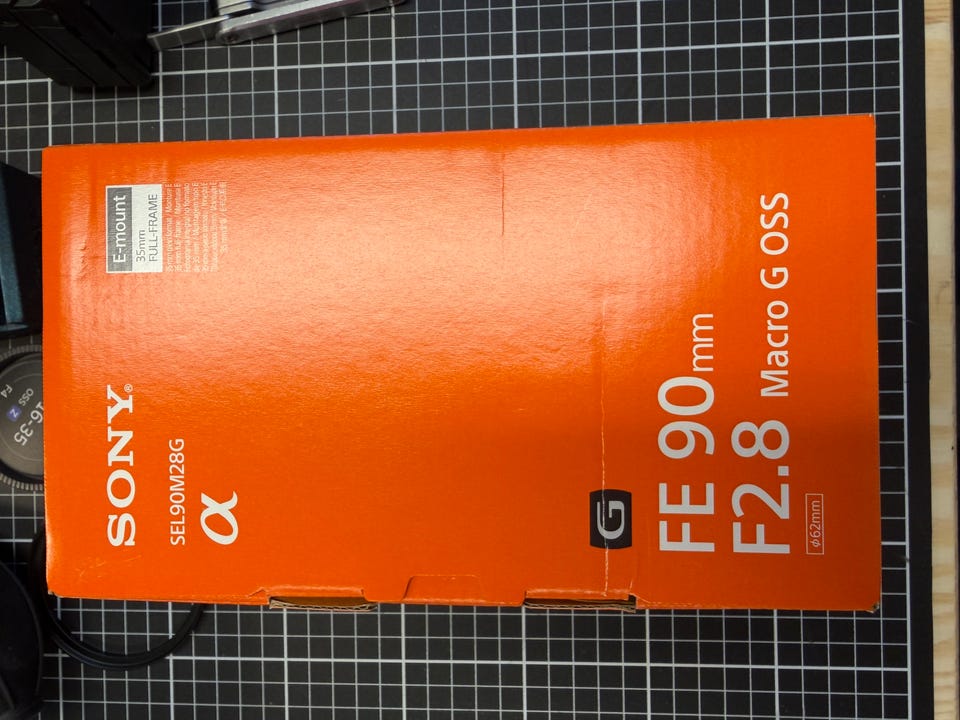 SONY®
SEL90M28G
α
E-mount
35mm
FULL-FRAME
G
FE 90mm
F2.8 Macro G OSS
ϕ62mm
16-35
Z
OSS
F4